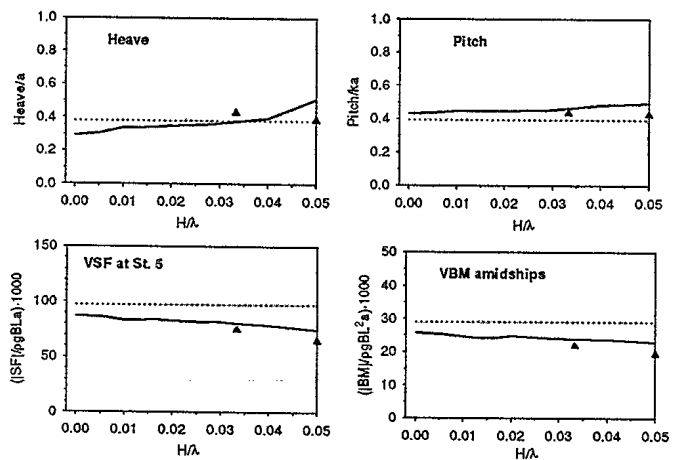 Heave
Heave/a
1.0
0.8
0.6
0.4
0.2
0.0
0.00 0.01 0.02 0.03 0.04 0.05
H/λ
Pitch
Pitch/ka
1.0
0.8
0.6
0.4
0.2
0.0
0.00 0.01 0.02 0.03 0.04 0.05
H/λ
VSF at St. 5
(|SF|/ρgBLa)·1000
150
100
50
0
0.00 0.01 0.02 0.03 0.04 0.05
H/λ
VBM amidships
(|BM|/ρgBL²a)·1000
50
40
30
20
10
0
0.00 0.01 0.02 0.03 0.04 0.05
H/λ